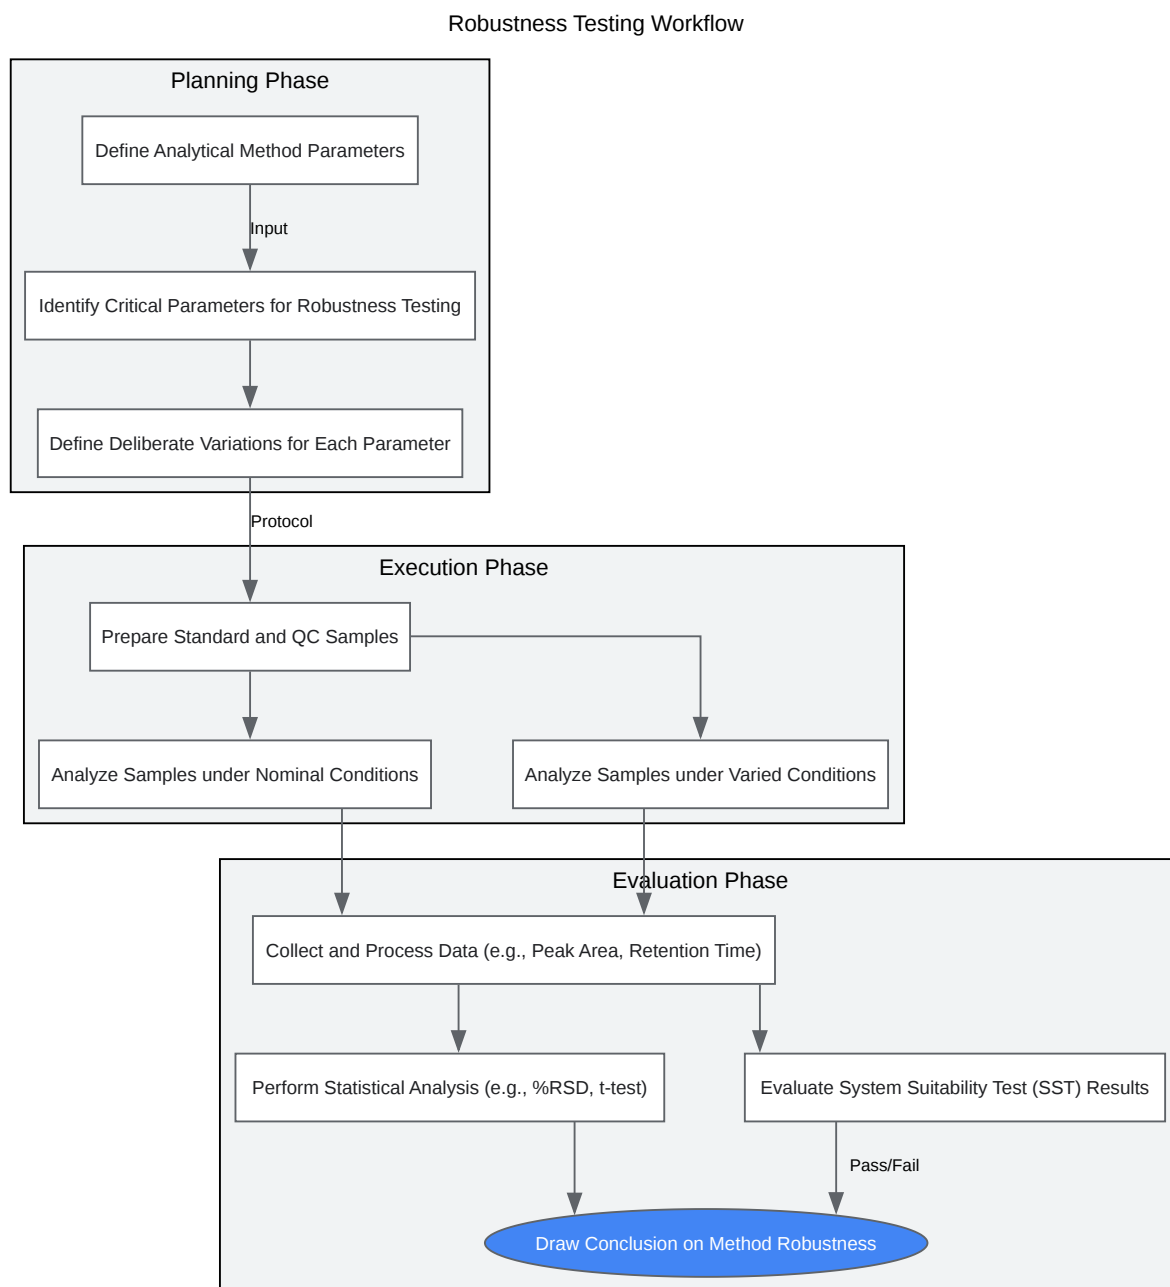 Robustness Testing Workflow
Planning Phase
Define Analytical Method Parameters
Input
Identify Critical Parameters for Robustness Testing
Define Deliberate Variations for Each Parameter
Protocol
Execution Phase
Prepare Standard and QC Samples
Analyze Samples under Nominal Conditions
Analyze Samples under Varied Conditions
Evaluation Phase
Collect and Process Data (e.g., Peak Area, Retention Time)
Perform Statistical Analysis (e.g., %RSD, t-test)
Evaluate System Suitability Test (SST) Results
Pass/Fail
Draw Conclusion on Method Robustness